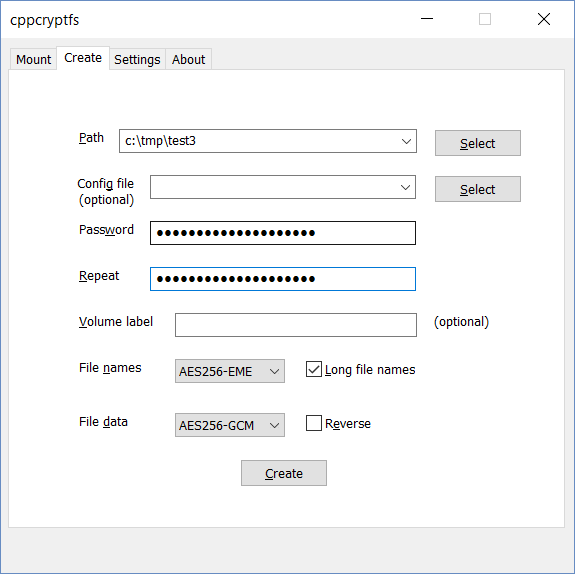 cppcryptfs
Mount Create Settings About
Path c:\tmp\test3 Select
Config file
(optional) Select
Password ●●●●●●●●●●●●●●●●●●●●
Repeat ●●●●●●●●●●●●●●●●●●●●
Volume label (optional)
File names AES256-EME Long file names
File data AES256-GCM Reverse
Create